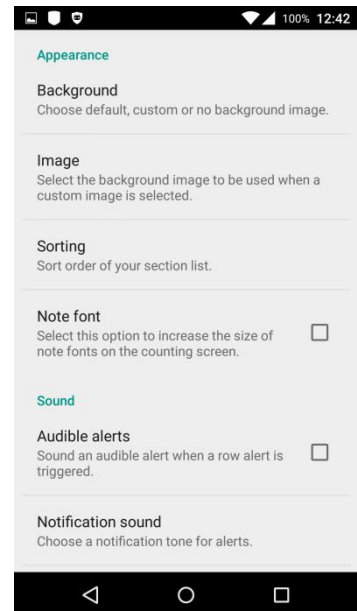 100% 12:42
Appearance
Background
Choose default, custom or no background image.
Image
Select the background image to be used when a
custom image is selected.
Sorting
Sort order of your section list.
Note font
Select this option to increase the size of
note fonts on the counting screen.
Sound
Audible alerts
Sound an audible alert when a row alert is
triggered.
Notification sound
Choose a notification tone for alerts.